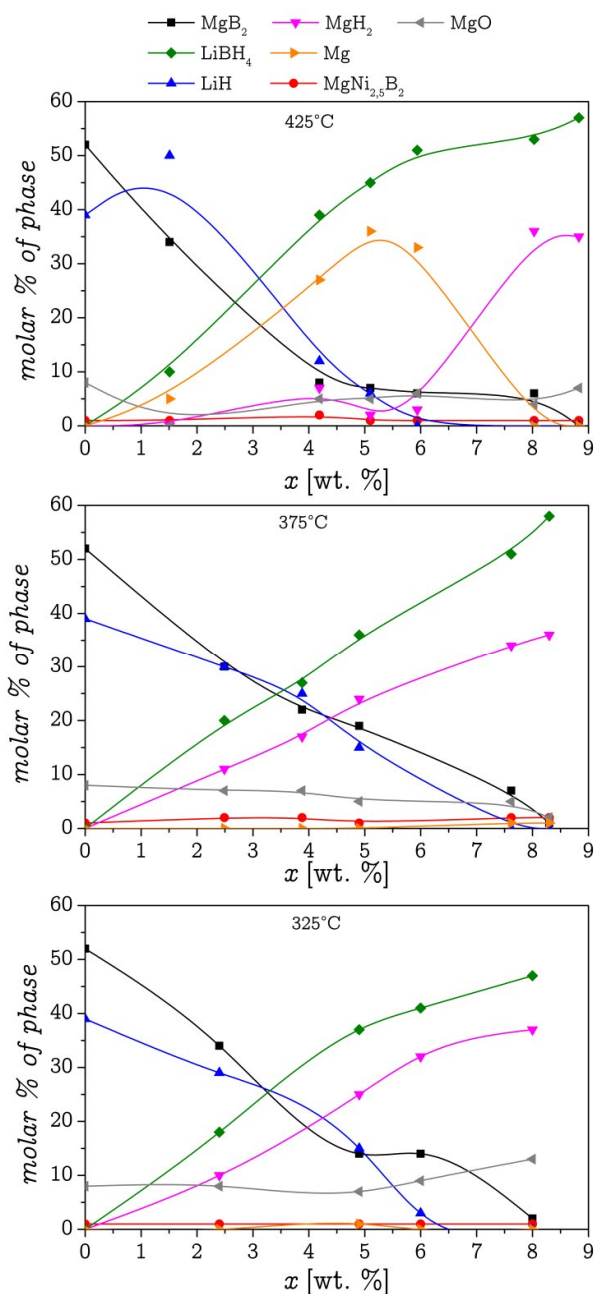 MgB₂ MgH₂ MgO
LiBH₄ Mg
LiH MgNi₂,₅B₂
60
50
40
30
20
10
0
molar % of phase
425°C
0 1 2 3 4 5 6 7 8 9
x [wt. %]
60
50
40
30
20
10
0
molar % of phase
375°C
0 1 2 3 4 5 6 7 8 9
x [wt. %]
60
50
40
30
20
10
0
molar % of phase
325°C
0 1 2 3 4 5 6 7 8 9
x [wt. %]